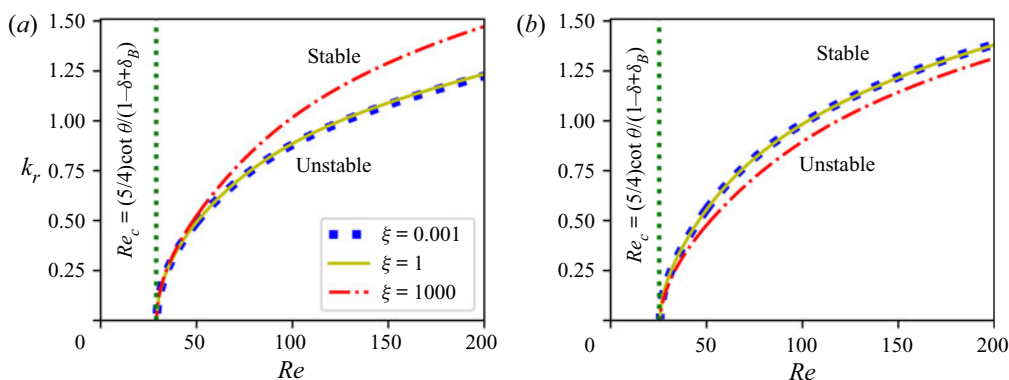 (a)
1.50
1.25
1.00
0.75
0.50
0.25
0
k_r
Re_c = (5/4)cot θ/(1–δ+δ_B)
Stable
Unstable
ξ = 0.001
ξ = 1
ξ = 1000
0
50
100
150
200
Re
(b)
1.50
1.25
1.00
0.75
0.50
0.25
Re_c = (5/4)cot θ/(1–δ+δ_B)
Stable
Unstable
0
50
100
150
200
Re